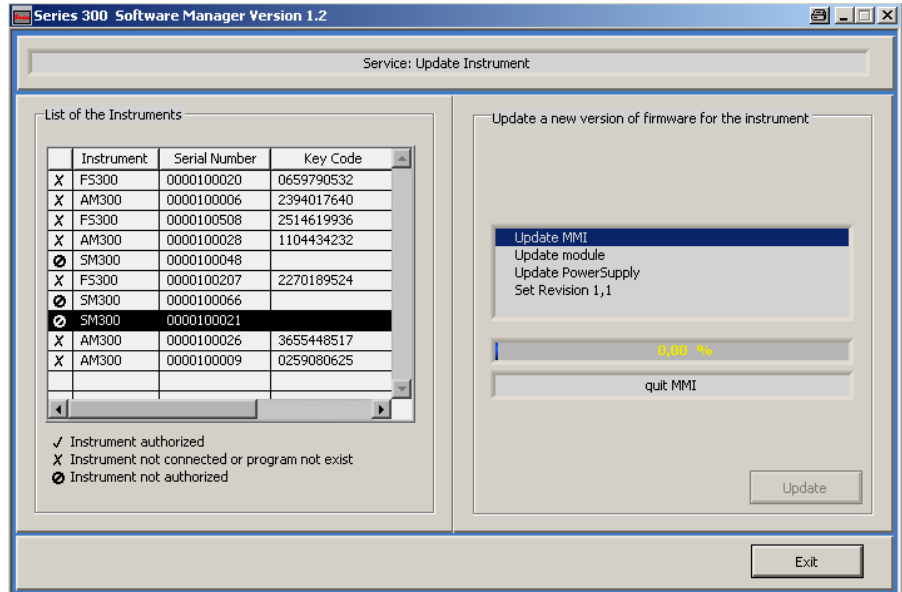 Series 300 Software Manager Version 1.2
Service: Update Instrument
List of the Instruments
Instrument Serial Number Key Code
X FS300 0000100020 0659790532
X AM300 0000100006 2394017640
X FS300 0000100508 2514619936
X AM300 0000100028 1104434232
SM300 0000100048
X FS300 0000100207 2270189524
SM300 0000100066
SM300 0000100021
X AM300 0000100026 3655448517
X AM300 0000100009 0259080625
✓ Instrument authorized
X Instrument not connected or program not exist
Instrument not authorized
Update a new version of firmware for the instrument
Update MMI
Update module
Update PowerSupply
Set Revision 1,1
0,00 %
quit MMI
Update
Exit